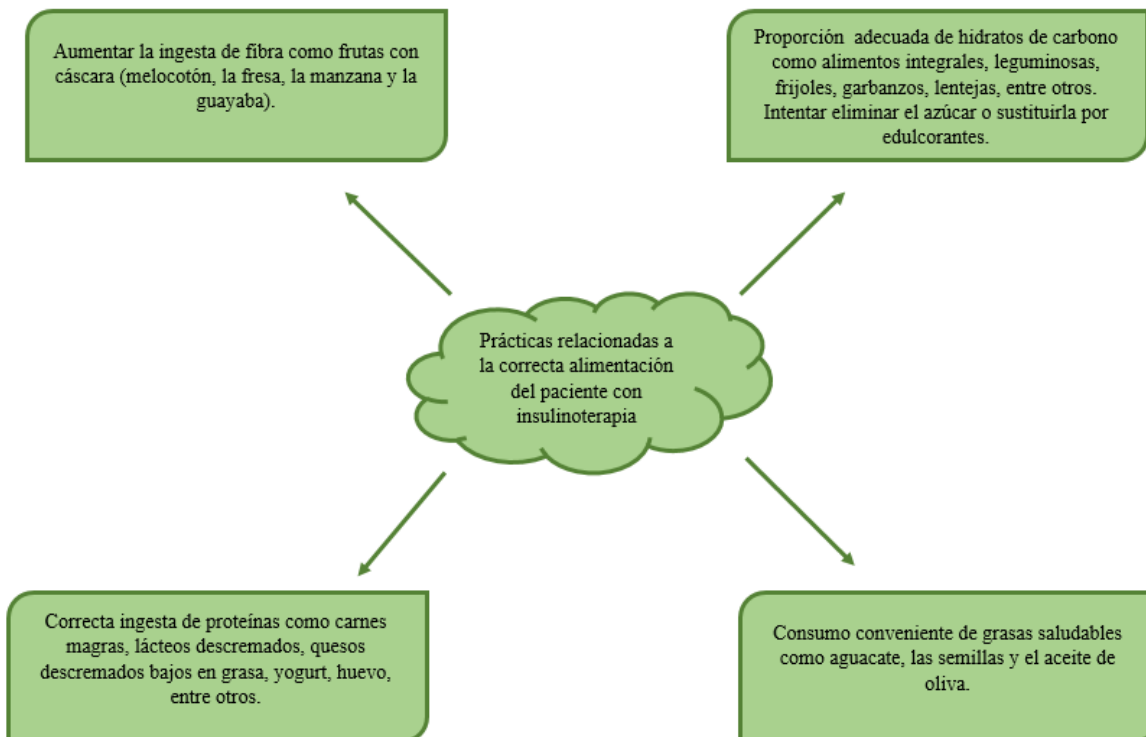 Aumentar la ingesta de fibra como frutas con
cáscara (melocotón, la fresa, la manzana y la
guayaba).
Proporción adecuada de hidratos de carbono
como alimentos integrales, leguminosas,
frijoles, garbanzos, lentejas, entre otros.
Intentar eliminar el azúcar o sustituirla por
edulcorantes.
Prácticas relacionadas a
la correcta alimentación
del paciente con
insulinoterapia
Correcta ingesta de proteínas como carnes
magras, lácteos descremados, quesos
descremados bajos en grasa, yogurt, huevo,
entre otros.
Consumo conveniente de grasas saludables
como aguacate, las semillas y el aceite de
oliva.